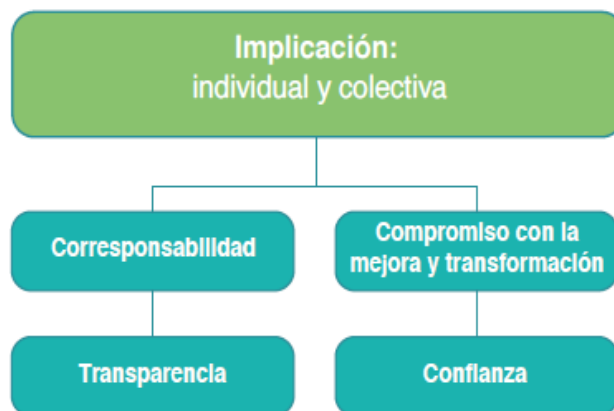 Implicación:
individual y colectiva
Corresponsabilidad
Compromiso con la
mejora y transformación
Transparencia
Confianza